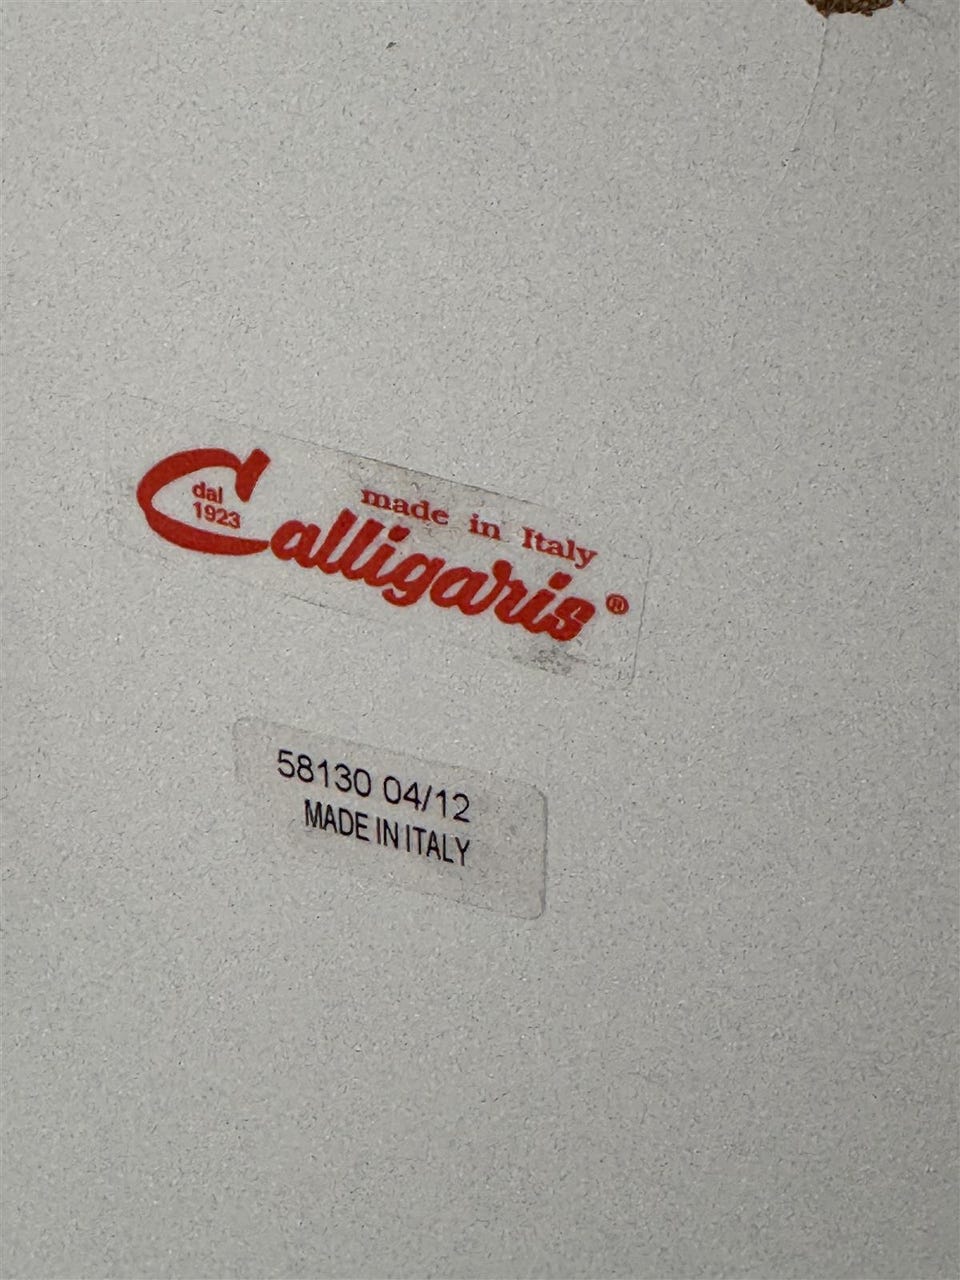 dal
1923
made in Italy
Calligaris®
58130 04/12
MADE IN ITALY